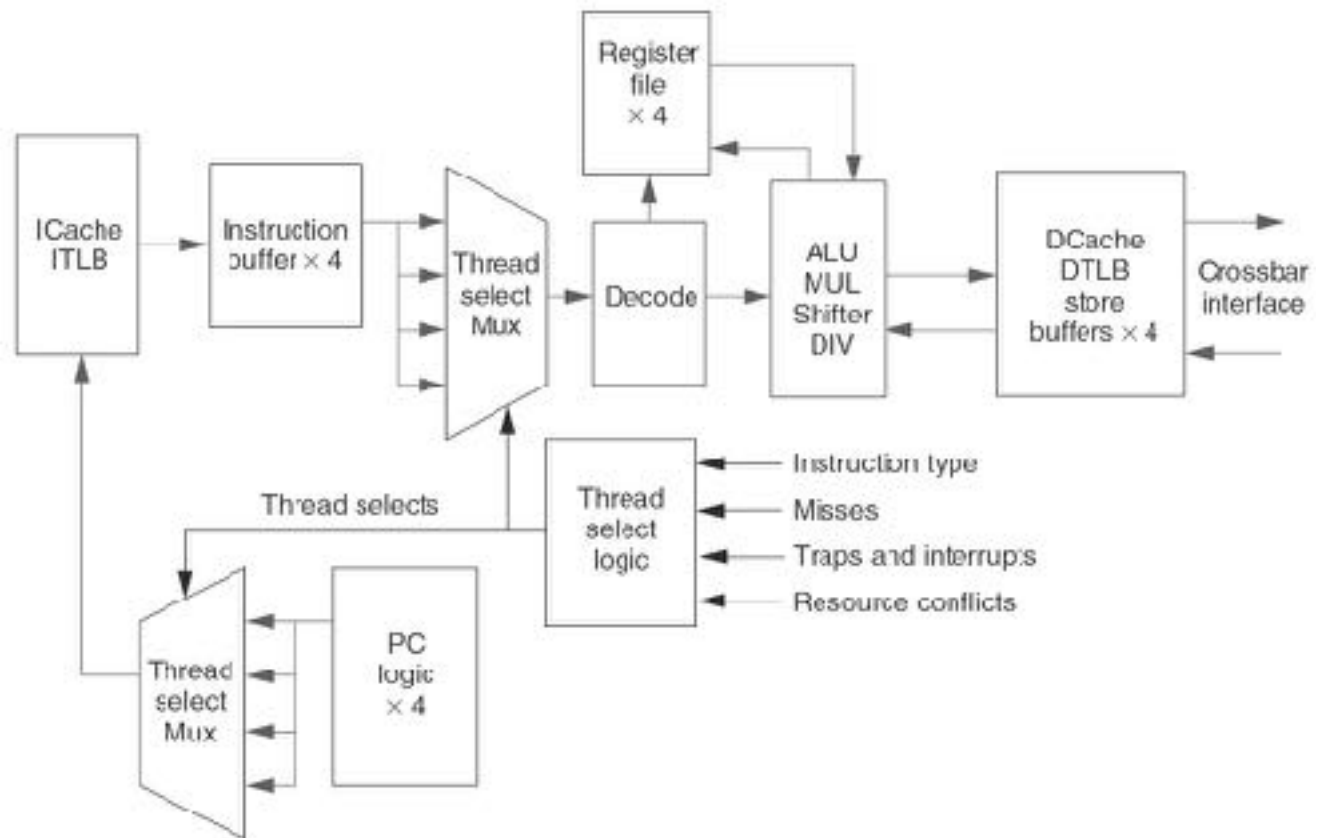 Register
file
× 4
ICache
ITLB
Instruction
buffer × 4
Thread
select
Mux
Decode
ALU
MUL
Shifter
DIV
DCache
DTLB
store
buffers × 4
Crossbar
interface
Thread selects
Thread
select
logic
Instruction type
Misses
Traps and interrupts
Resource conflicts
Thread
select
Mux
PC
logic
× 4